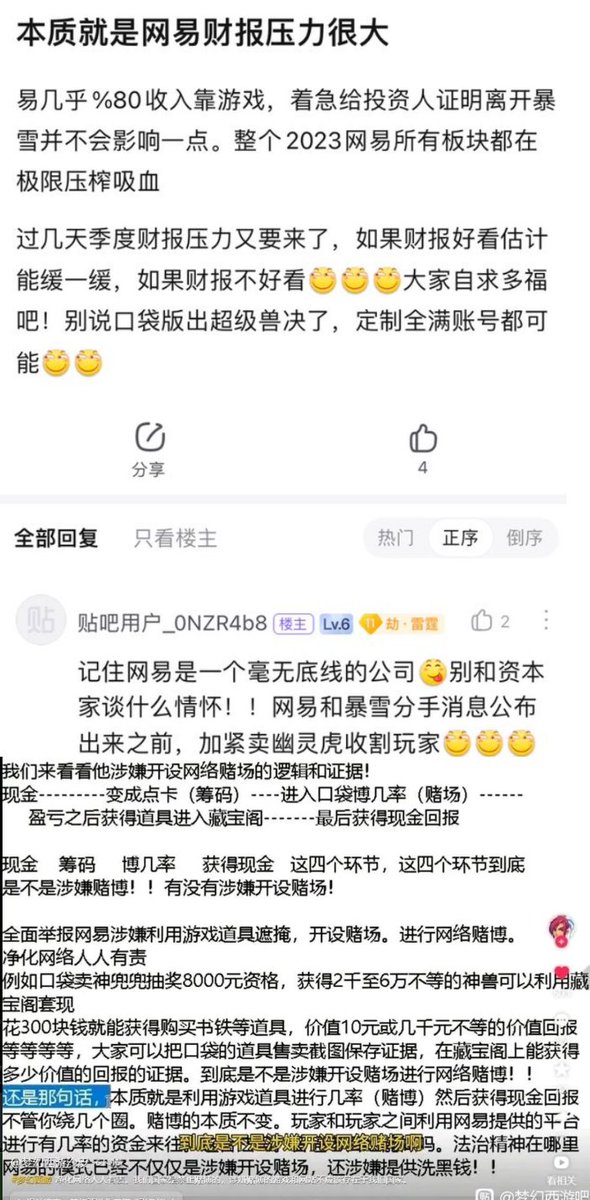 本质就是网易财报压力很大
易几乎%80收入靠游戏，着急给投资人证明离开暴
雪并不会影响一点。整个2023网易所有板块都在
极限压榨吸血
过几天季度财报压力又要来了，如果财报好看估计
能缓一缓，如果财报不好看大家自求多福
吧！别说口袋版出超级兽决了，定制全满账号都可
能
分享
4
全部回复 只看楼主 热门 正序 倒序
贴
贴吧用户_0NZR4b8 楼主 Lv.6 11 劫·雷霆 2
记住网易是一个毫无底线的公司别和资本
家谈什么情怀！！网易和暴雪分手消息公布
出来之前，加紧卖幽灵虎收割玩家
我们来看看他涉嫌开设网络赌场的逻辑和证据!
现金---------变成点卡（筹码）----进入口袋博几率（赌场）------
盈亏之后获得道具进入藏宝阁-------最后获得现金回报
现金 筹码 博几率 获得现金 这四个环节，这四个环节到底
是不是涉嫌赌博！！有没有涉嫌开设赌场!
全面举报网易涉嫌利用游戏道具遮掩，开设赌场。进行网络赌博。
净化网络人人有责
例如口袋卖神兜兜抽奖8000元资格，获得2千至6万不等的神兽可以利用藏
宝阁套现
花300块钱就能获得购买书铁等道具，价值10元或几千元不等的价值回报
等等等等，大家可以把口袋的道具售卖截图保存证据，在藏宝阁上能获得
多少价值的回报的证据。到底是不是涉嫌开设赌场进行网络赌博！！
还是那句话，本质就是利用游戏道具进行几率（赌博）然后获得现金回报
不管你绕几个圈。赌博的本质不变。玩家和玩家之间利用网易提供的平台
进行有几率的资金来往
到底是不是涉嫌开设网络赌场啊
吗。法治精神在哪里
网易的模式已经不仅仅是涉嫌开设赌场，还涉嫌提供洗黑钱！！
看相关
@梦幻西游吧